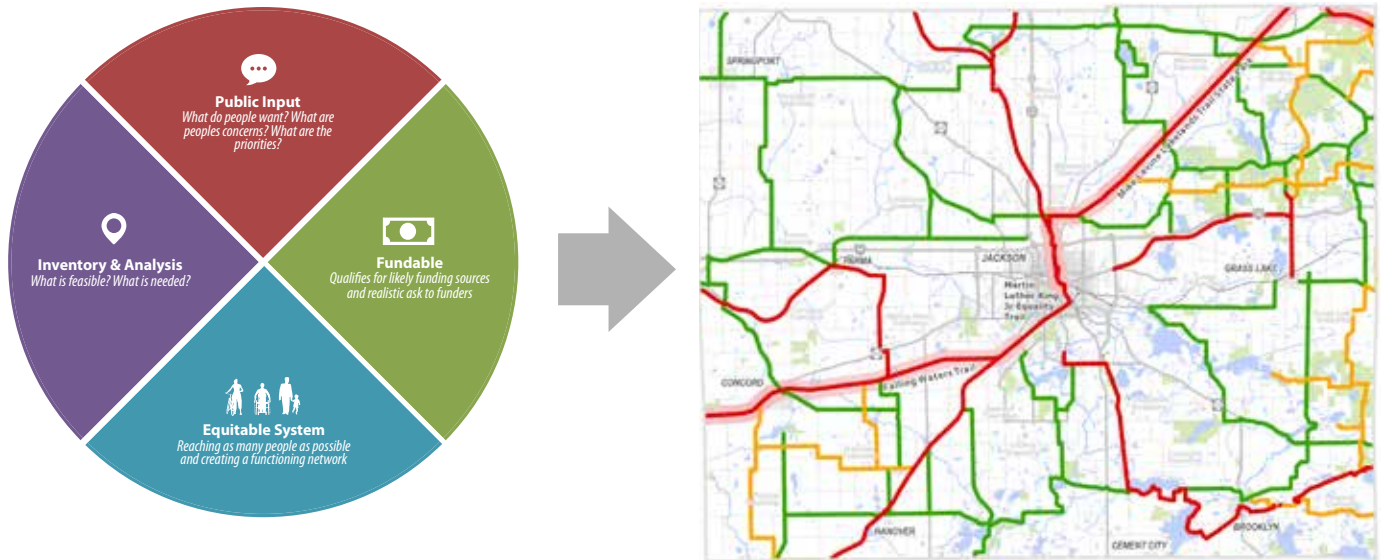 Public Input
What do people want? What are
peoples concerns? What are the
priorities?
Inventory & Analysis
What is feasible? What is needed?
Fundable
Qualifies for likely funding sources
and realistic ask to funders
Equitable System
Reaching as many people as possible
and creating a functioning network
SPRINGPORT
Mike Levine Lakelands Trail State Park
PARMA
JACKSON
GRASS LAKE
Martin
Luther King
Jr Equality
Trail
CONCORD
Falling Waters Trail
HANOVER
BROOKLYN
CEMENT CITY